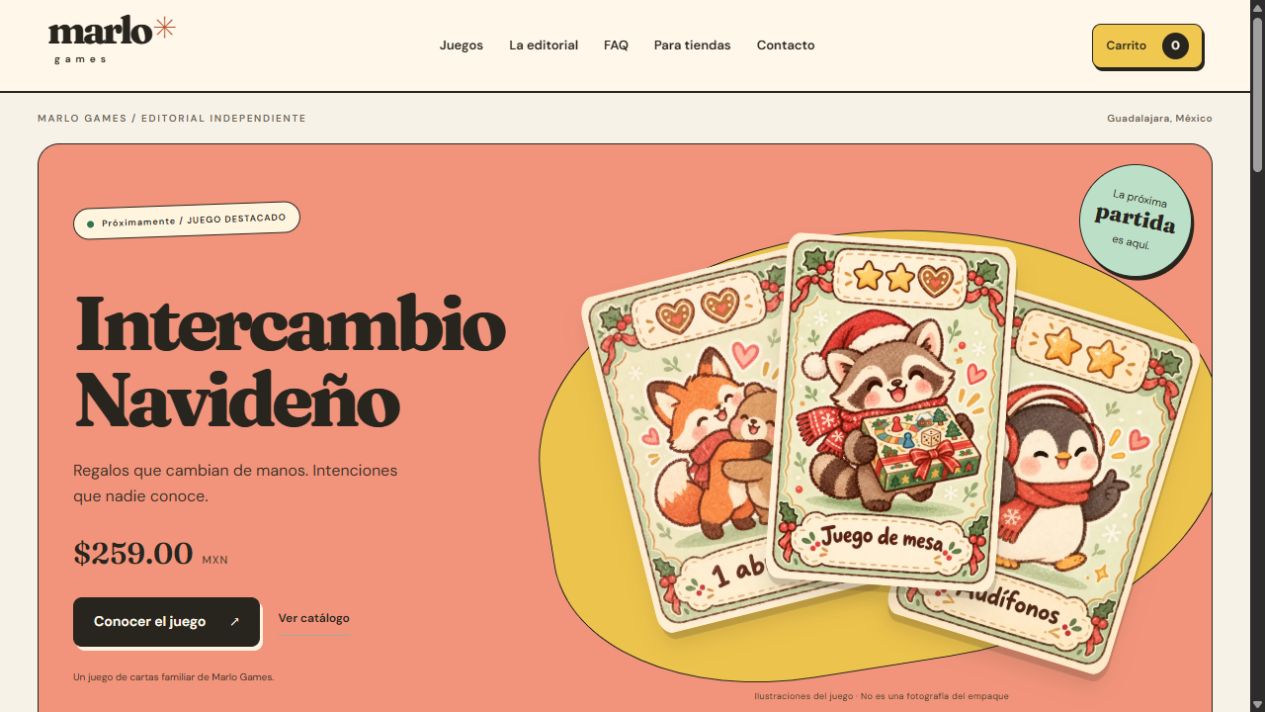 marlo
games
Juegos
La editorial
FAQ
Para tiendas
Contacto
Carrito
0
MARLO GAMES / EDITORIAL INDEPENDIENTE
Guadalajara, México
Próximamente / JUEGO DESTACADO
La próxima
partida
es aquí.
Intercambio
Navideño
Regalos que cambian de manos. Intenciones
que nadie conoce.
$259.00 MXN
Conocer el juego ↗
Ver catálogo
Un juego de cartas familiar de Marlo Games.
1 ab
Juego de mesa
Audífonos
Ilustraciones del juego · No es una fotografía del empaque